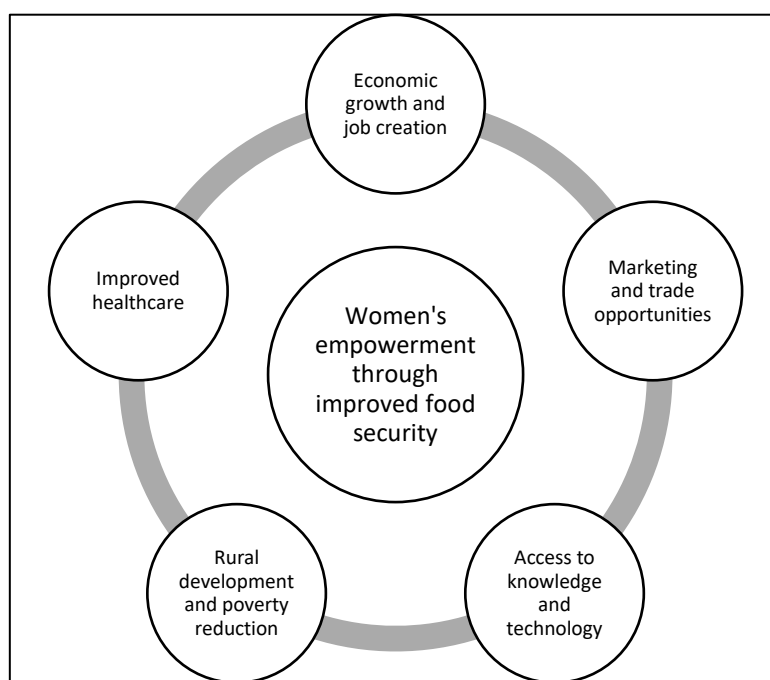 Economic
growth and
job creation
Marketing
and trade
opportunities
Improved
healthcare
Women's
empowerment
through
improved food
security
Access to
knowledge
and
technology
Rural
development
and poverty
reduction